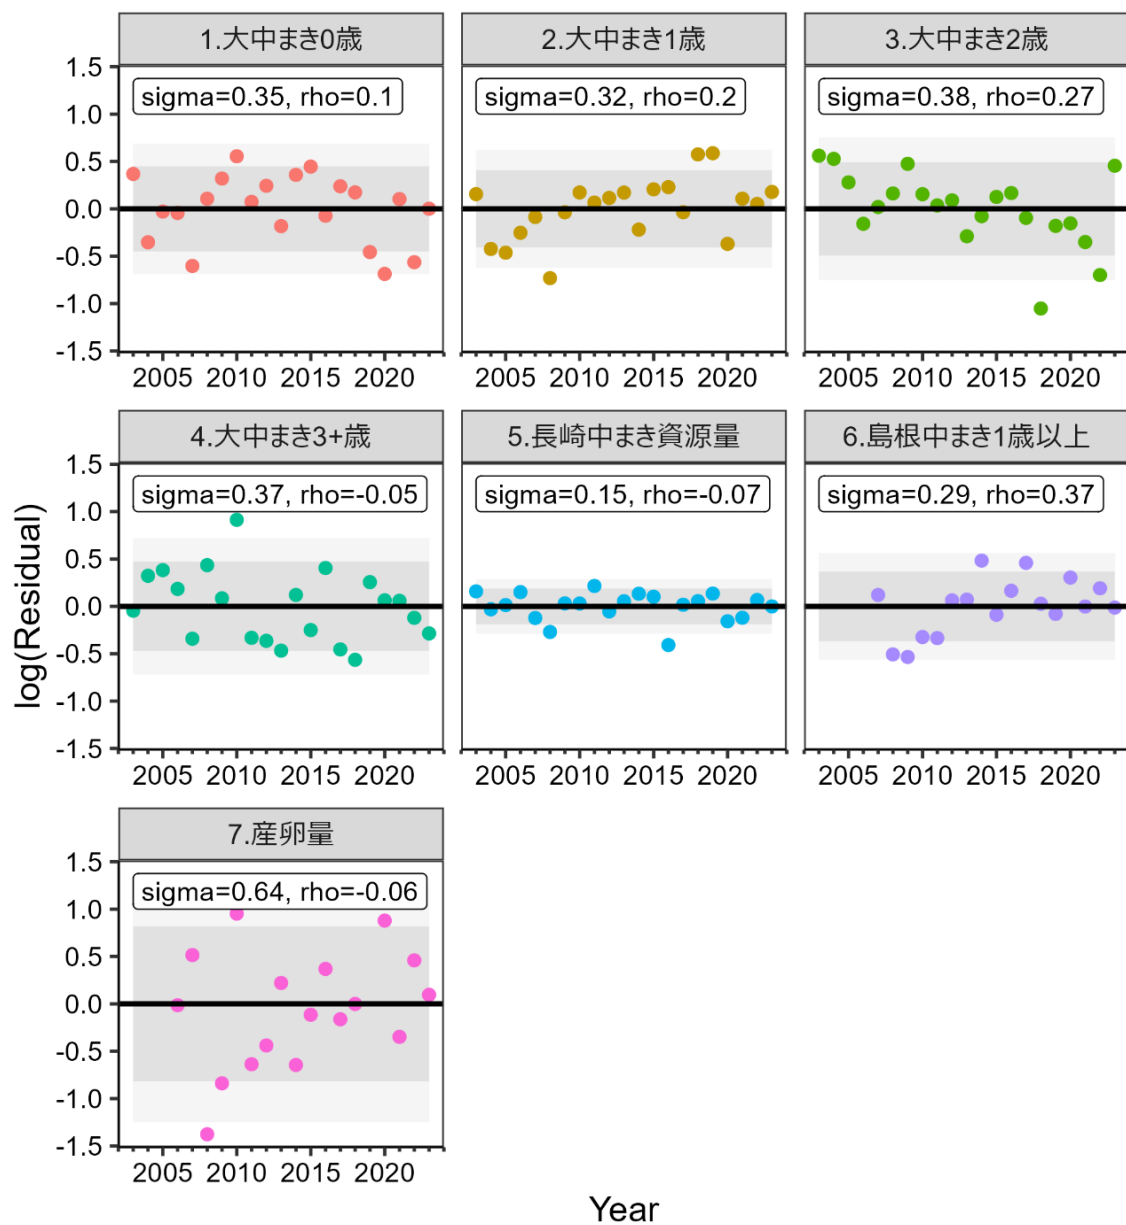 1.大中まき0歳
2.大中まき1歳
3.大中まき2歳
sigma=0.35, rho=0.1
sigma=0.32, rho=0.2
sigma=0.38, rho=0.27
1.5
1.0
0.5
0.0
-0.5
-1.0
-1.5
2005 2010 2015 2020
2005 2010 2015 2020
2005 2010 2015 2020
4.大中まき3+歳
5.長崎中まき資源量
6.島根中まき1歳以上
sigma=0.37, rho=-0.05
sigma=0.15, rho=-0.07
sigma=0.29, rho=0.37
1.5
1.0
0.5
0.0
-0.5
-1.0
-1.5
log(Residual)
2005 2010 2015 2020
2005 2010 2015 2020
2005 2010 2015 2020
7.産卵量
sigma=0.64, rho=-0.06
1.5
1.0
0.5
0.0
-0.5
-1.0
-1.5
2005 2010 2015 2020
Year